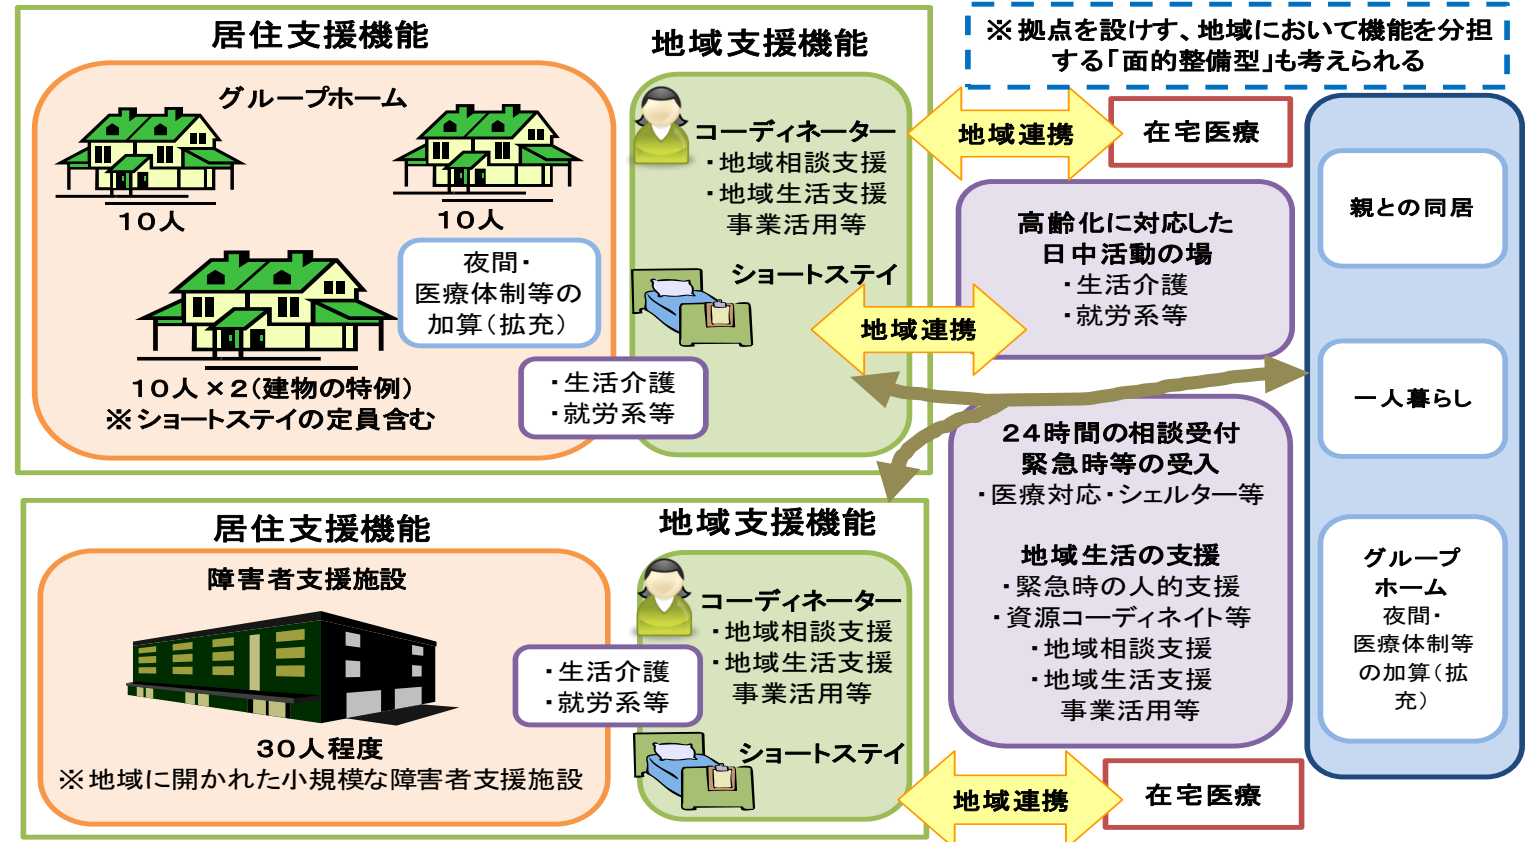 居住支援機能
グループホーム
10人
10人
夜間・
医療体制等の
加算(拡充)
10人×2(建物の特例)
※ショートステイの定員含む
地域支援機能
コーディネーター
・地域相談支援
・地域生活支援
事業活用等
ショートステイ
・生活介護
・就労系等
※拠点を設けす、地域において機能を分担
する「面的整備型」も考えられる
地域連携
在宅医療
高齢化に対応した
日中活動の場
・生活介護
・就労系等
地域連携
24時間の相談受付
緊急時等の受入
・医療対応・シェルター等
地域生活の支援
・緊急時の人的支援
・資源コーディネイト等
・地域相談支援
・地域生活支援
事業活用等
親との同居
一人暮らし
グループ
ホーム
夜間・
医療体制等
の加算(拡
充)
居住支援機能
障害者支援施設
30人程度
※地域に開かれた小規模な障害者支援施設
地域支援機能
コーディネーター
・地域相談支援
・地域生活支援
事業活用等
・生活介護
・就労系等
ショートステイ
地域連携
在宅医療